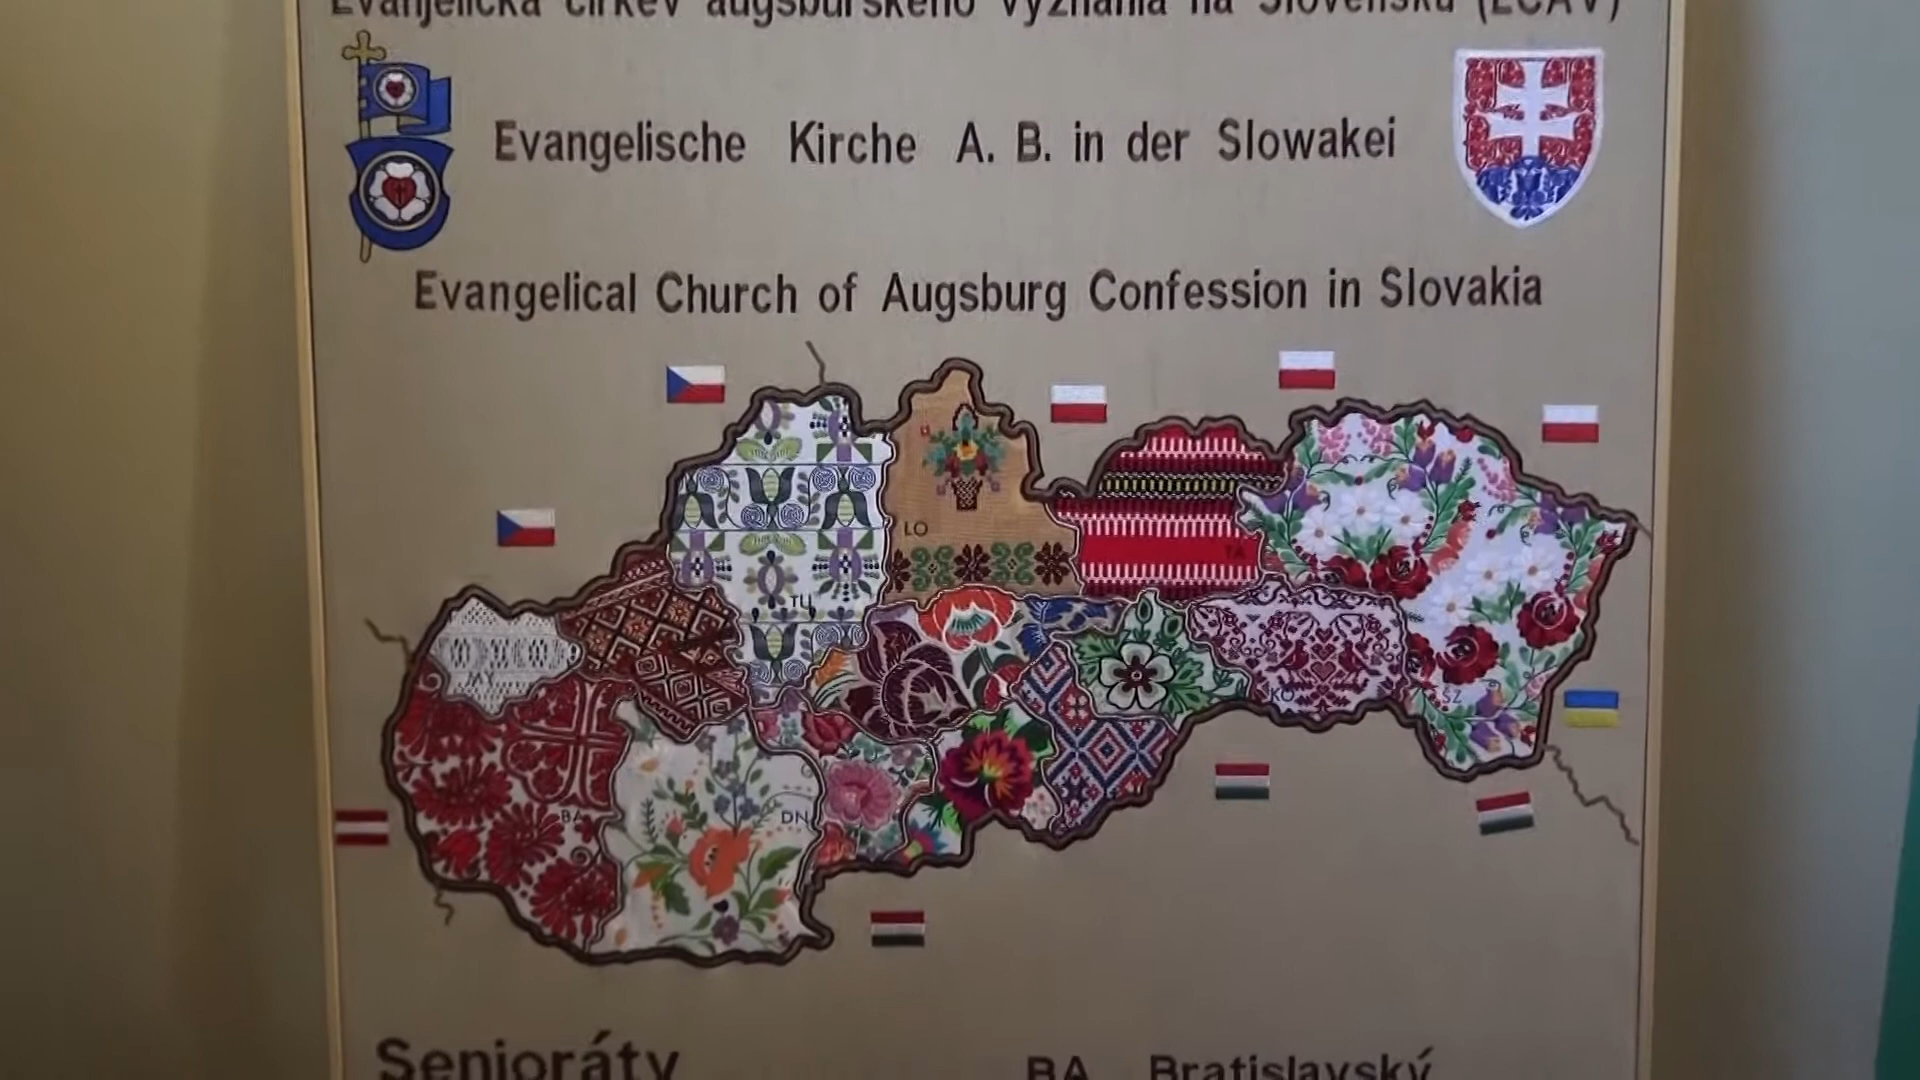 Evanjelická cirkev augsburského vyznania na Slovensku (ECAV)
Evangelische Kirche A. B. in der Slowakei
Evangelical Church of Augsburg Confession in Slovakia
LO
TA
TU
JAV
KO
ŠZ
BA
DN
Senioráty
BA Bratislavský